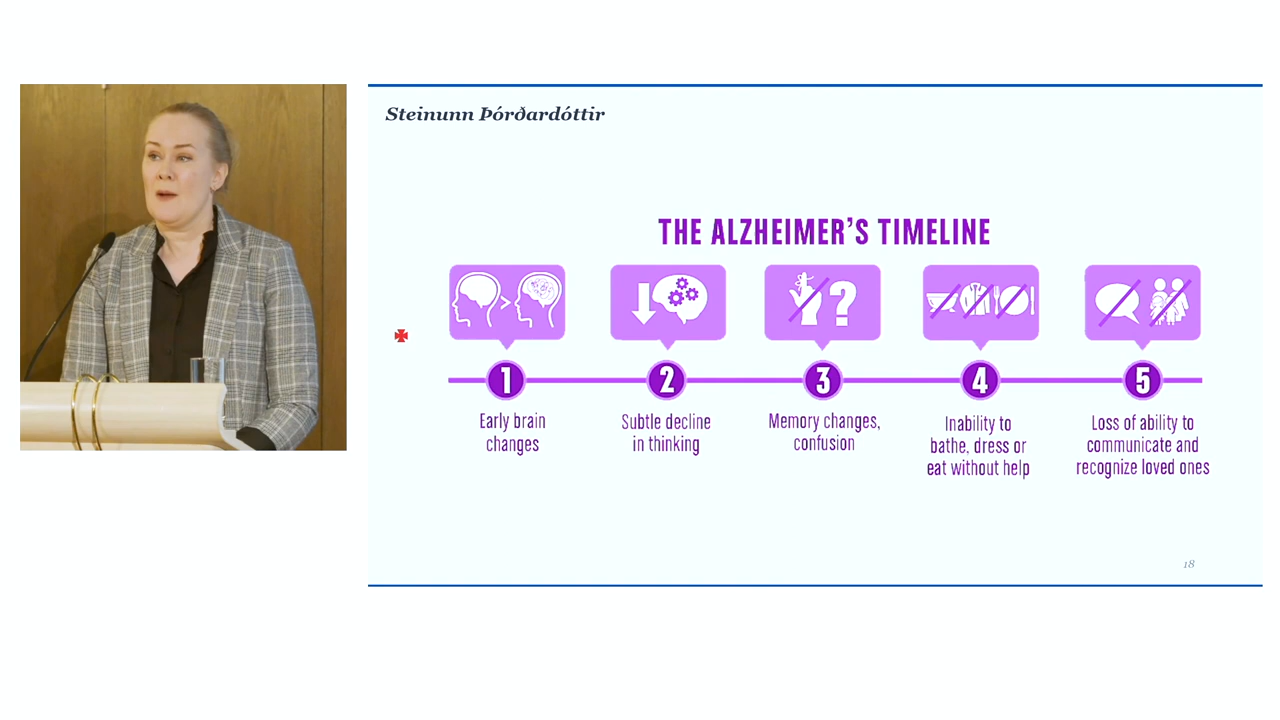 Steinunn Þórðardóttir
THE ALZHEIMER'S TIMELINE
?
1
2
3
4
5
Early brain
changes
Subtle decline
in thinking
Memory changes,
confusion
Inability to
bathe, dress or
eat without help
Loss of ability to
communicate and
recognize loved ones
18